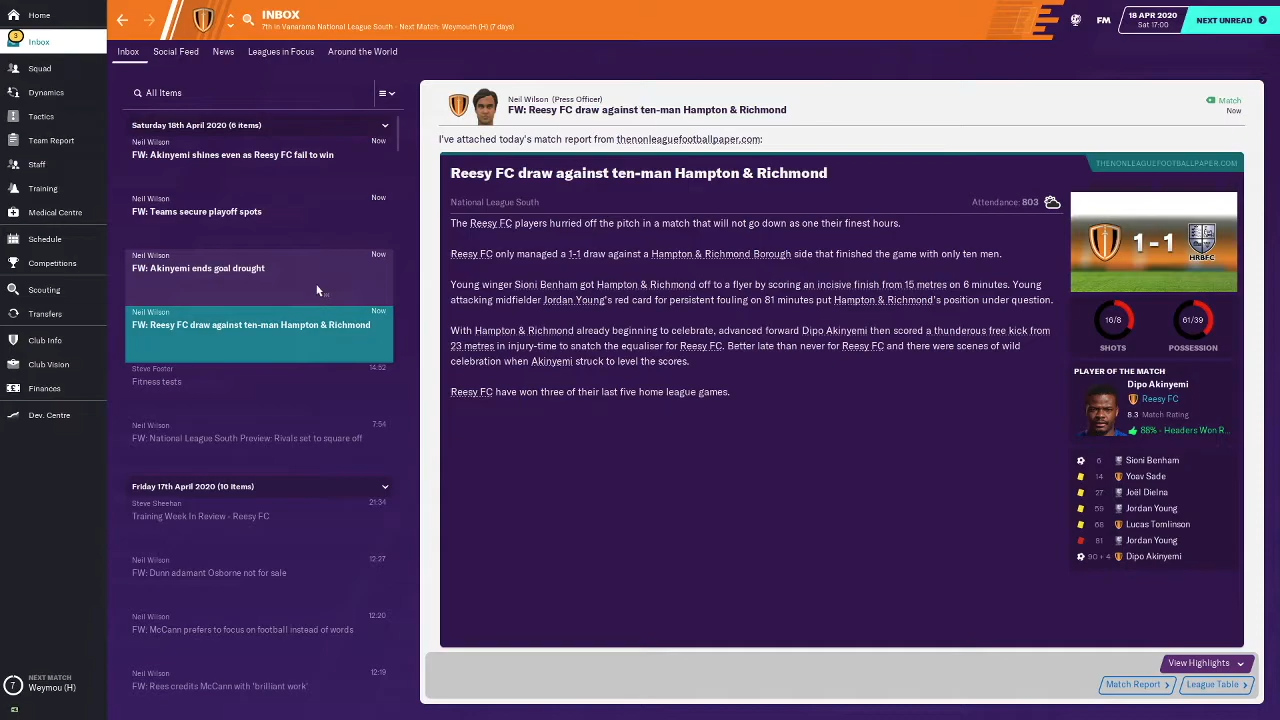 Home
INBOX
7th in Vanarama National League South - Next Match: Weymouth (H) (7 days)
FM
18 APR 2020
Sat 17:00
NEXT UNREAD
3
Inbox
Squad
Dynamics
Tactics
Team Report
Staff
Training
Medical Centre
Schedule
Competitions
Scouting
Transfers
Club Info
Club Vision
Finances
Dev. Centre
NEXT MATCH
Weymou (H)
Inbox
Social Feed
News
Leagues in Focus
Around the World
All Items
Saturday 18th April 2020 (6 items)
Neil Wilson
Now
FW: Akinyemi shines even as Reesy FC fail to win
Neil Wilson
Now
FW: Teams secure playoff spots
Neil Wilson
Now
FW: Akinyemi ends goal drought
Neil Wilson
Now
FW: Reesy FC draw against ten-man Hampton & Richmond
Steve Foster
14:52
Fitness tests
Neil Wilson
7:54
FW: National League South Preview: Rivals set to square off
Friday 17th April 2020 (10 items)
Steve Sheehan
21:34
Training Week In Review - Reesy FC
Neil Wilson
12:27
FW: Dunn adamant Osborne not for sale
Neil Wilson
12:20
FW: McCann prefers to focus on football instead of words
Neil Wilson
12:19
FW: Rees credits McCann with 'brilliant work'
Neil Wilson (Press Officer)
FW: Reesy FC draw against ten-man Hampton & Richmond
Match
Now
I've attached today's match report from thenonleaguefootballpaper.com:
THENONLEAGUEFOOTBALLPAPER.COM
Reesy FC draw against ten-man Hampton & Richmond
National League South
Attendance: 803
The Reesy FC players hurried off the pitch in a match that will not go down as one their finest hours.
Reesy FC only managed a 1-1 draw against a Hampton & Richmond Borough side that finished the game with only ten men.
Young winger Sioni Benham got Hampton & Richmond off to a flyer by scoring an incisive finish from 15 metres on 6 minutes. Young
attacking midfielder Jordan Young's red card for persistent fouling on 81 minutes put Hampton & Richmond's position under question.
With Hampton & Richmond already beginning to celebrate, advanced forward Dipo Akinyemi then scored a thunderous free kick from
23 metres in injury-time to snatch the equaliser for Reesy FC. Better late than never for Reesy FC and there were scenes of wild
celebration when Akinyemi struck to level the scores.
Reesy FC have won three of their last five home league games.
1-1
HRBFC
16/8
SHOTS
61/39
POSSESSION
PLAYER OF THE MATCH
Dipo Akinyemi
Reesy FC
8.3 Match Rating
88% - Headers Won R...
6 Sioni Benham
14 Yoav Sade
27 Joël Dielna
59 Jordan Young
68 Lucas Tomlinson
81 Jordan Young
90 + 4 Dipo Akinyemi
View Highlights
Match Report
League Table